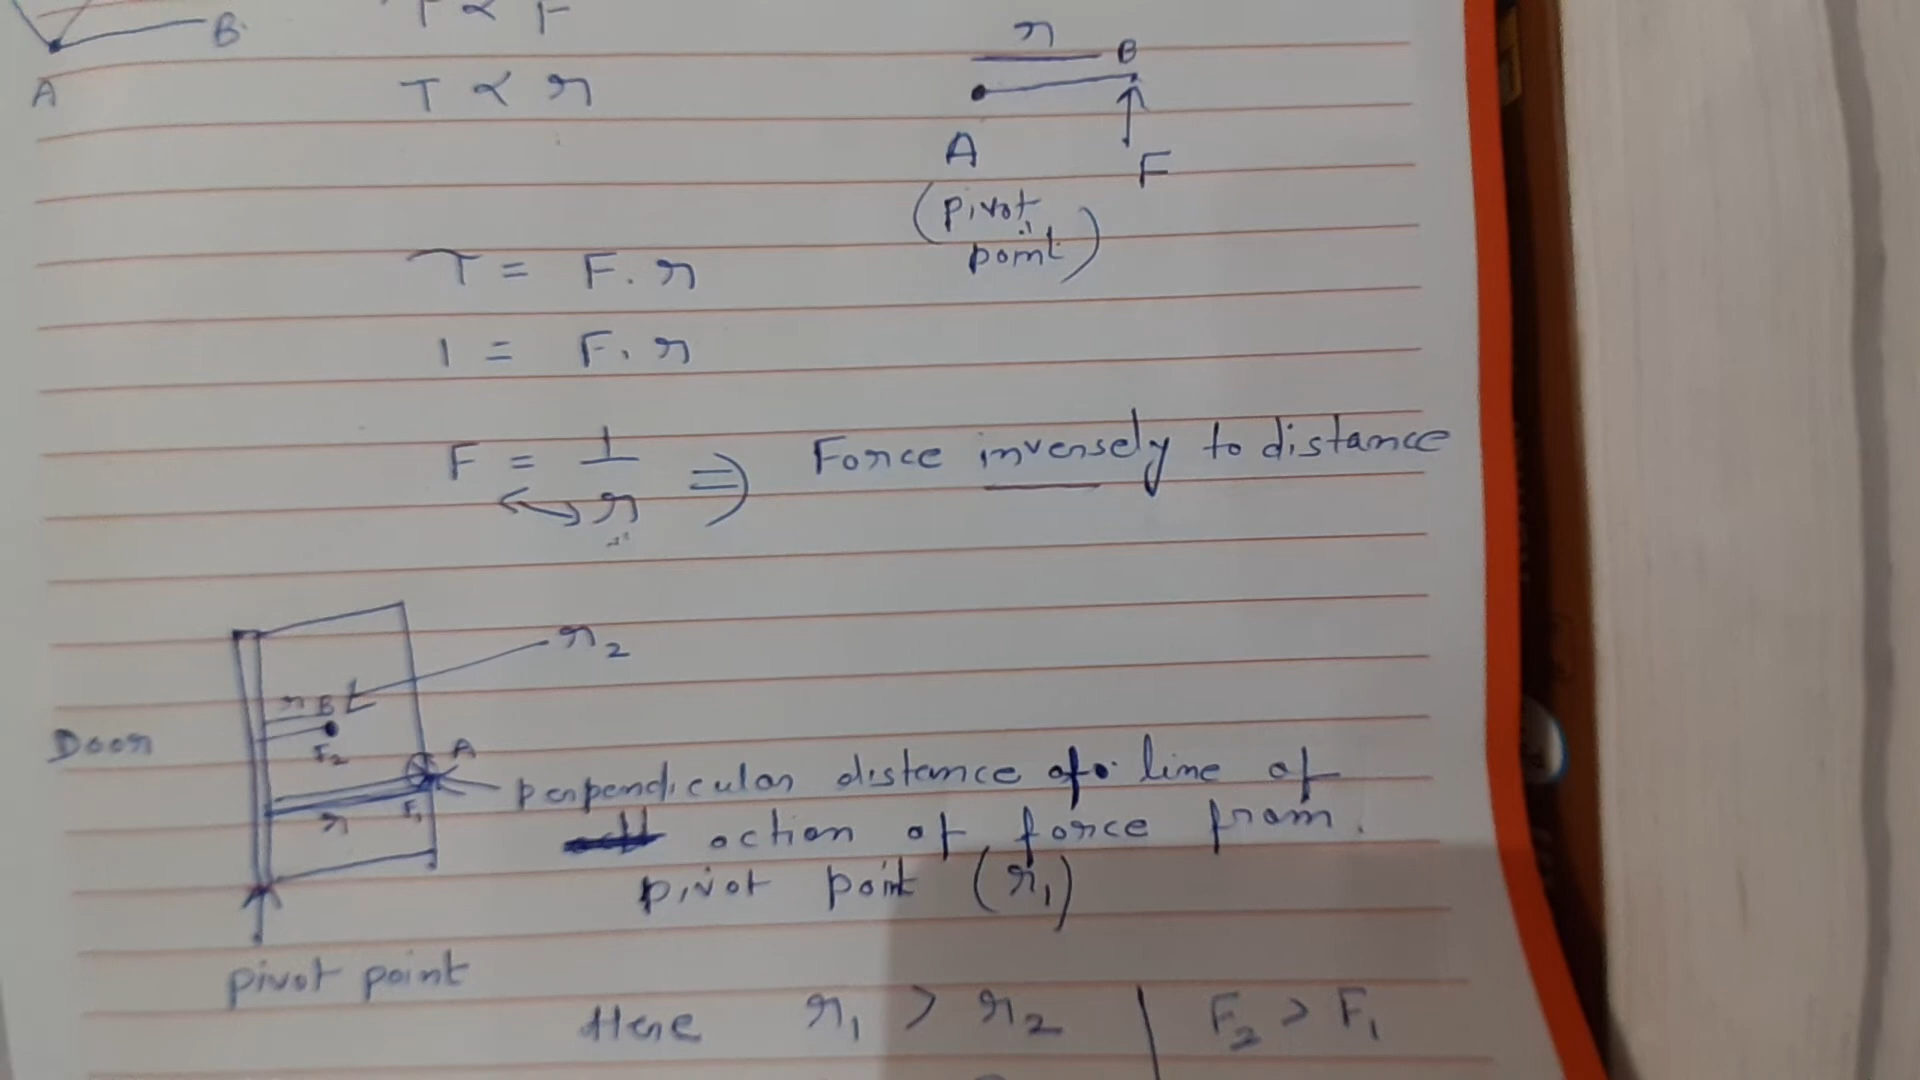 B
T ∝ F
A
T ∝ r
r
B
A
F
(pivot
point)
T = F. r
1 = F. r
F = 1/r ⇒ Force inversely to distance
r2
r B
F2
Door
A
r
F1
perpendicular distance of line of
action of force from.
pivot point (r1)
pivot point
Here r1 > r2 | F2 > F1